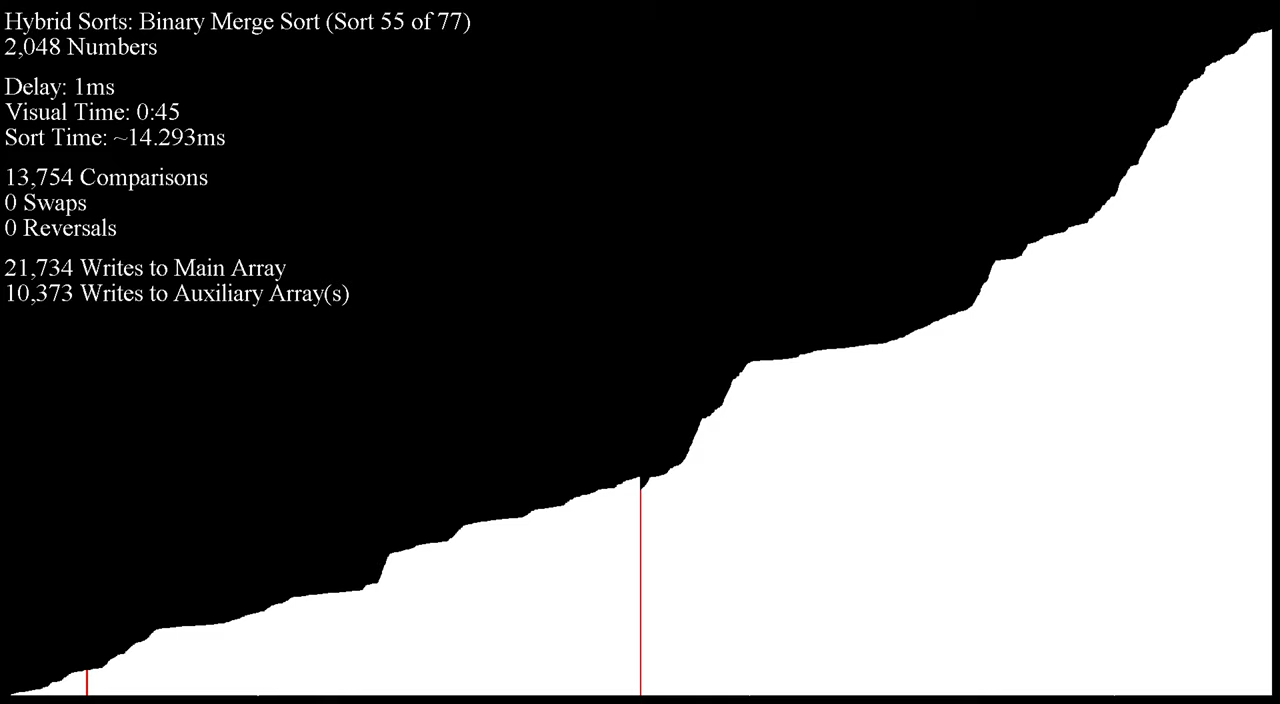 Hybrid Sorts: Binary Merge Sort (Sort 55 of 77)
2,048 Numbers
Delay: 1ms
Visual Time: 0:45
Sort Time: ~14.293ms
13,754 Comparisons
0 Swaps
0 Reversals
21,734 Writes to Main Array
10,373 Writes to Auxiliary Array(s)